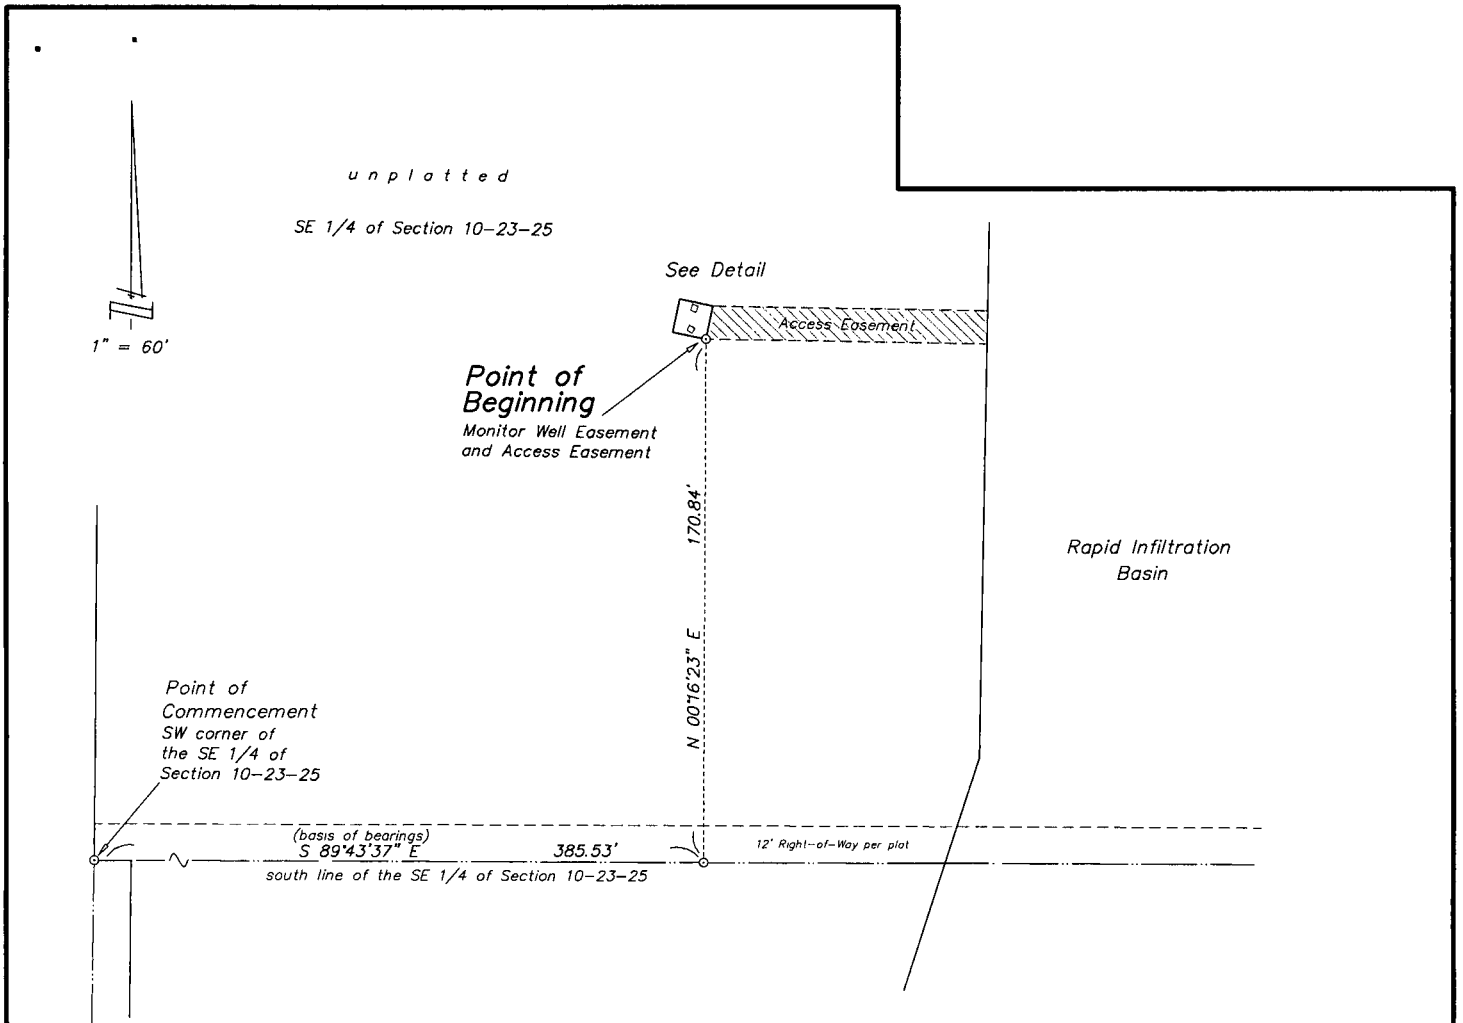 unplatted
SE 1/4 of Section 10-23-25
See Detail
Access Easement
1" = 60'
Point of
Beginning
Monitor Well Easement
and Access Easement
170.84'
N 00°16'23" E
Rapid Infiltration
Basin
Point of
Commencement
SW corner of
the SE 1/4 of
Section 10-23-25
(basis of bearings)
S 89°43'37" E 385.53'
12' Right-of-Way per plat
south line of the SE 1/4 of Section 10-23-25